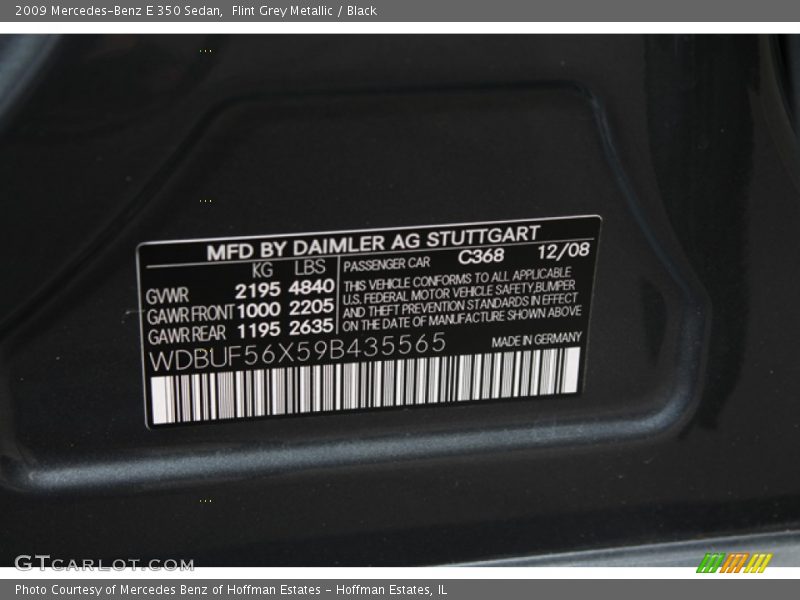 2009 Mercedes-Benz E 350 Sedan,  Flint Grey Metallic / Black
MFD BY DAIMLER AG STUTTGART
KG LBS
GVWR 2195 4840
GAWR FRONT 1000 2205
GAWR REAR 1195 2635
PASSENGER CAR C368 12/08
THIS VEHICLE CONFORMS TO ALL APPLICABLE
U.S. FEDERAL MOTOR VEHICLE SAFETY,BUMPER
AND THEFT PREVENTION STANDARDS IN EFFECT
ON THE DATE OF MANUFACTURE SHOWN ABOVE
WDBUF56X59B435565
MADE IN GERMANY
GTCARLOT.COM
Photo Courtesy of Mercedes Benz of Hoffman Estates - Hoffman Estates, IL